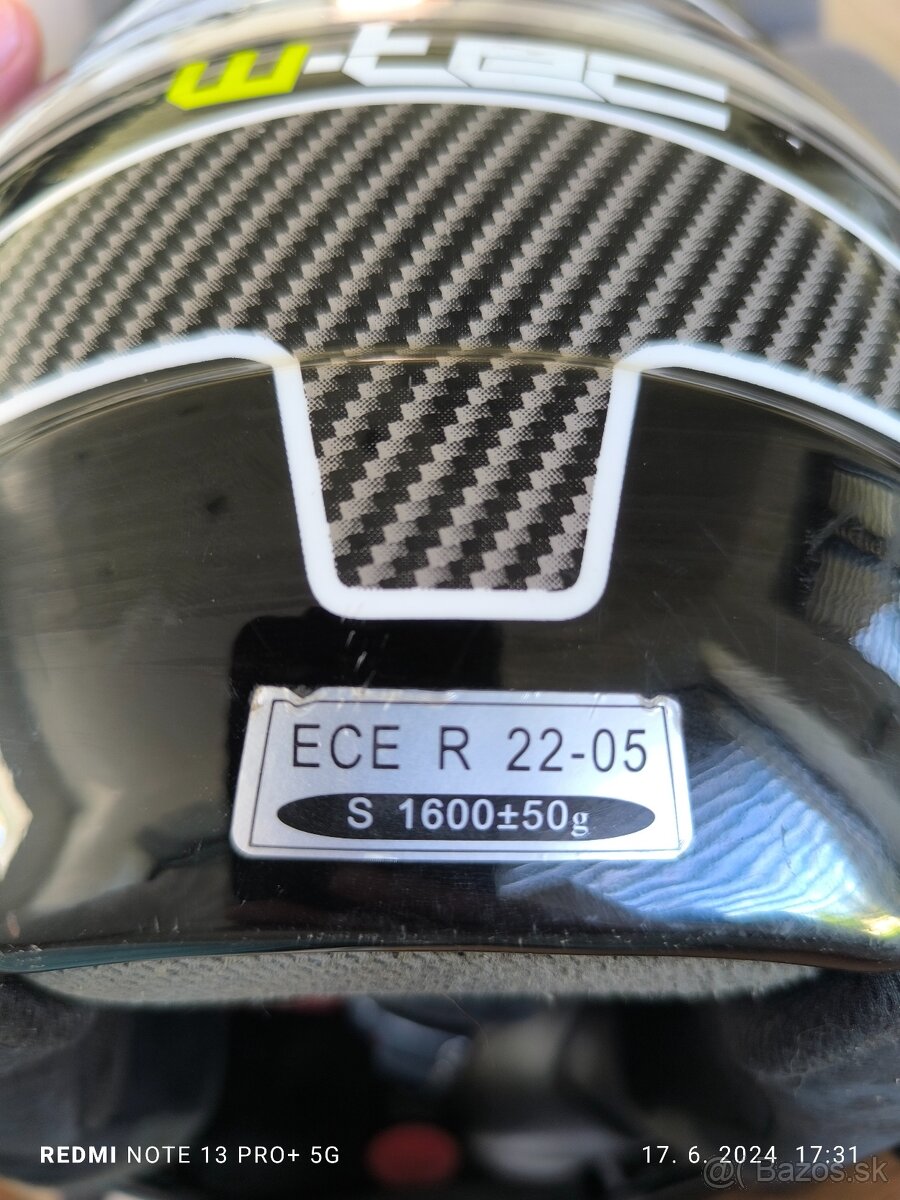 w-tec
ECE R 22-05
S 1600±50g
REDMI NOTE 13 PRO+ 5G
17. 6. 2024 17:31
@( Bazos.sk